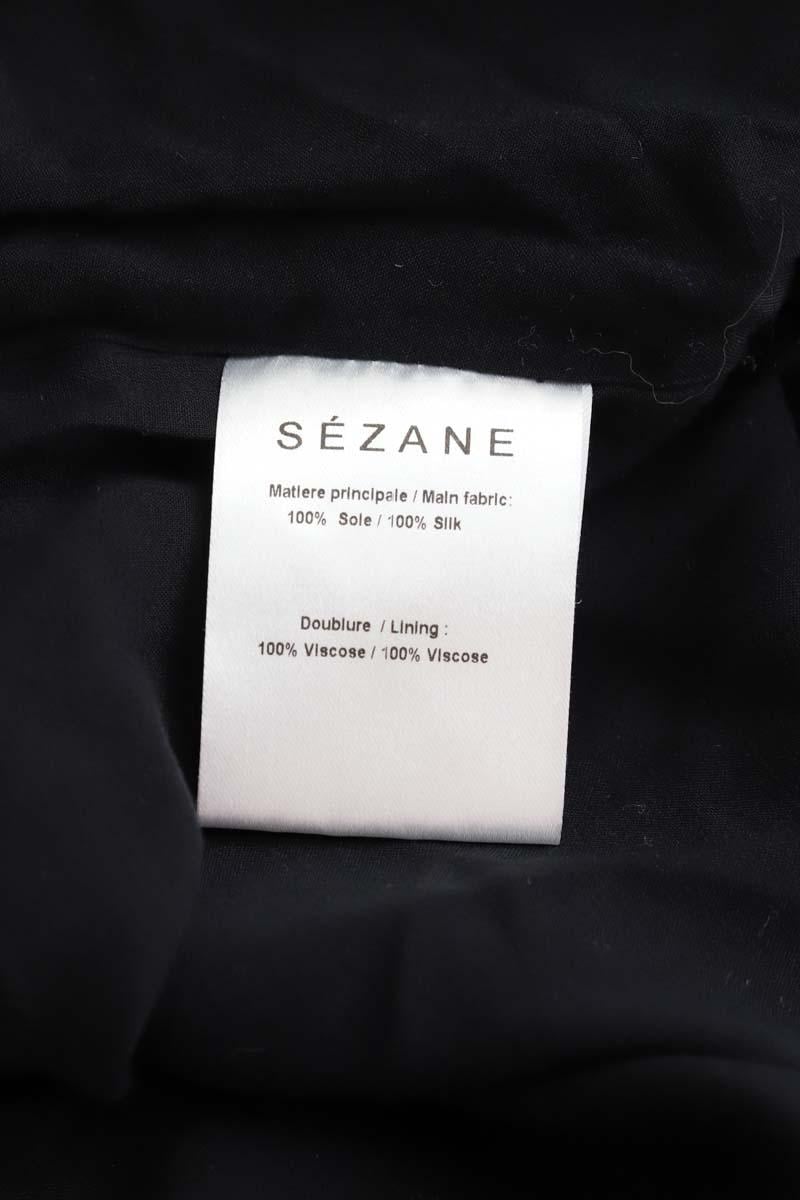 SÉZANE
Matiere principale / Main fabric:
100% Soie / 100% Silk
Doublure / Lining :
100% Viscose / 100% Viscose